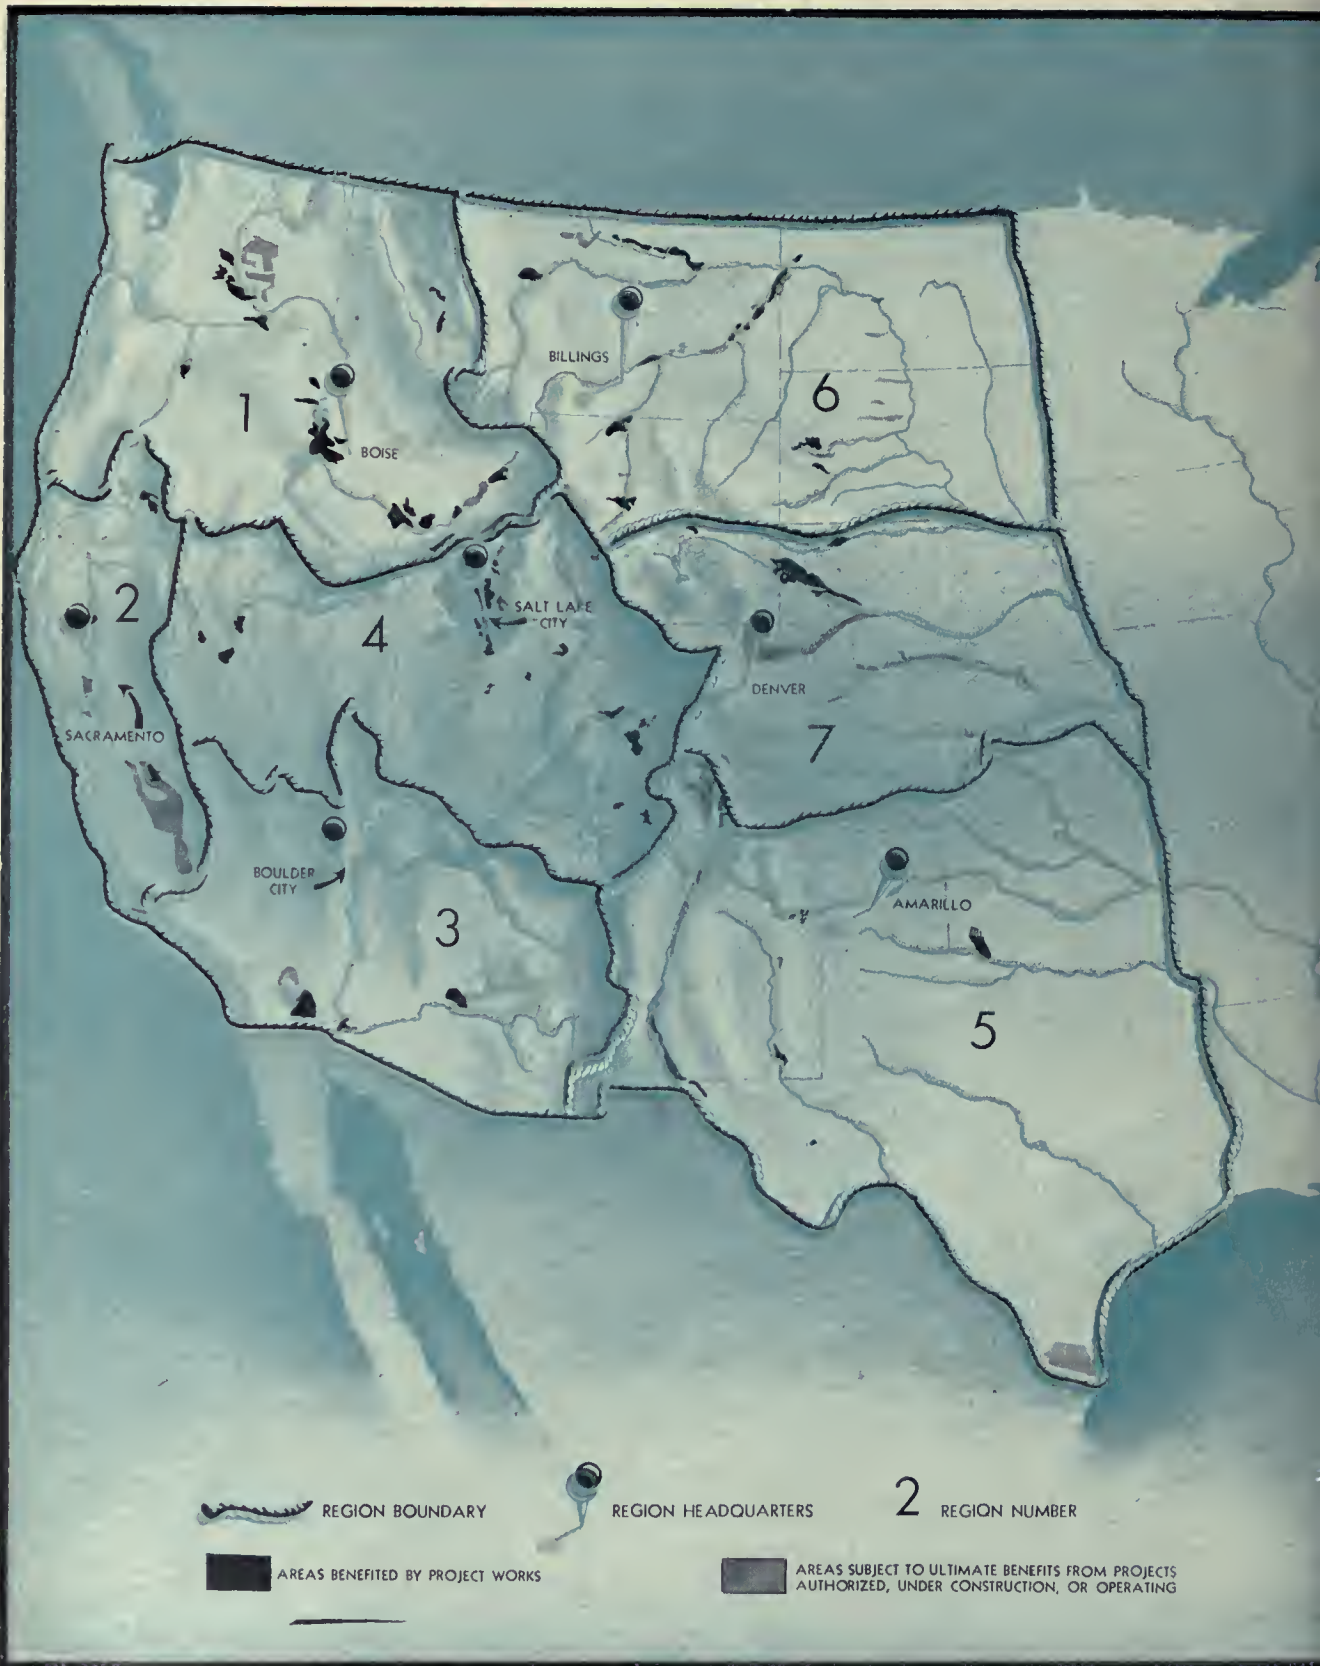 BILLINGS
6
1
BOISE
2
SALT LAKE
CITY
4
DENVER
SACRAMENTO
7
BOULDER
CITY
AMARILLO
3
5
REGION BOUNDARY
REGION HEADQUARTERS
2 REGION NUMBER
AREAS BENEFITED BY PROJECT WORKS
AREAS SUBJECT TO ULTIMATE BENEFITS FROM PROJECTS
AUTHORIZED, UNDER CONSTRUCTION, OR OPERATING